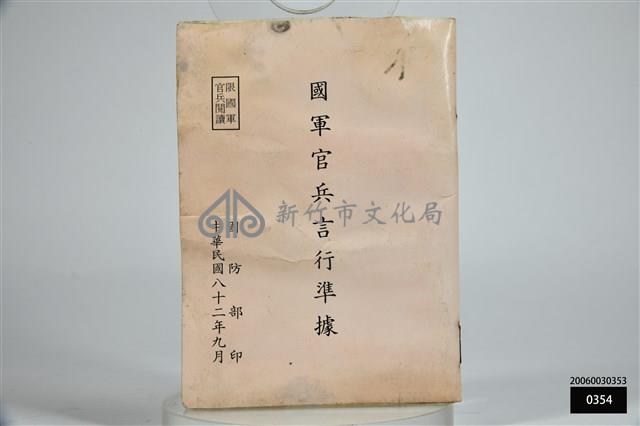 國軍官兵言行準據
限國軍
官兵閱讀
國防部印
中華民國八十二年九月
新竹市文化局
20060030353
0354